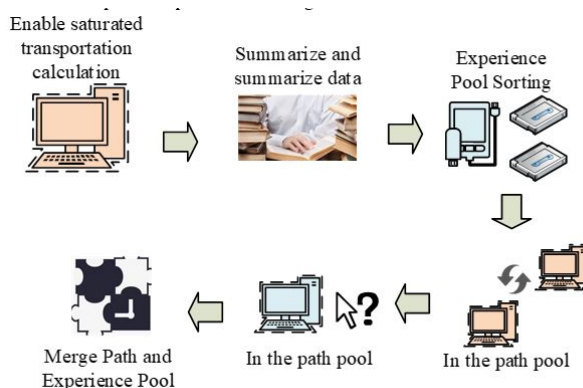 Enable saturated
transportation
calculation
Summarize and
summarize data
Experience
Pool Sorting
Merge Path and
Experience Pool
In the path pool
In the path pool